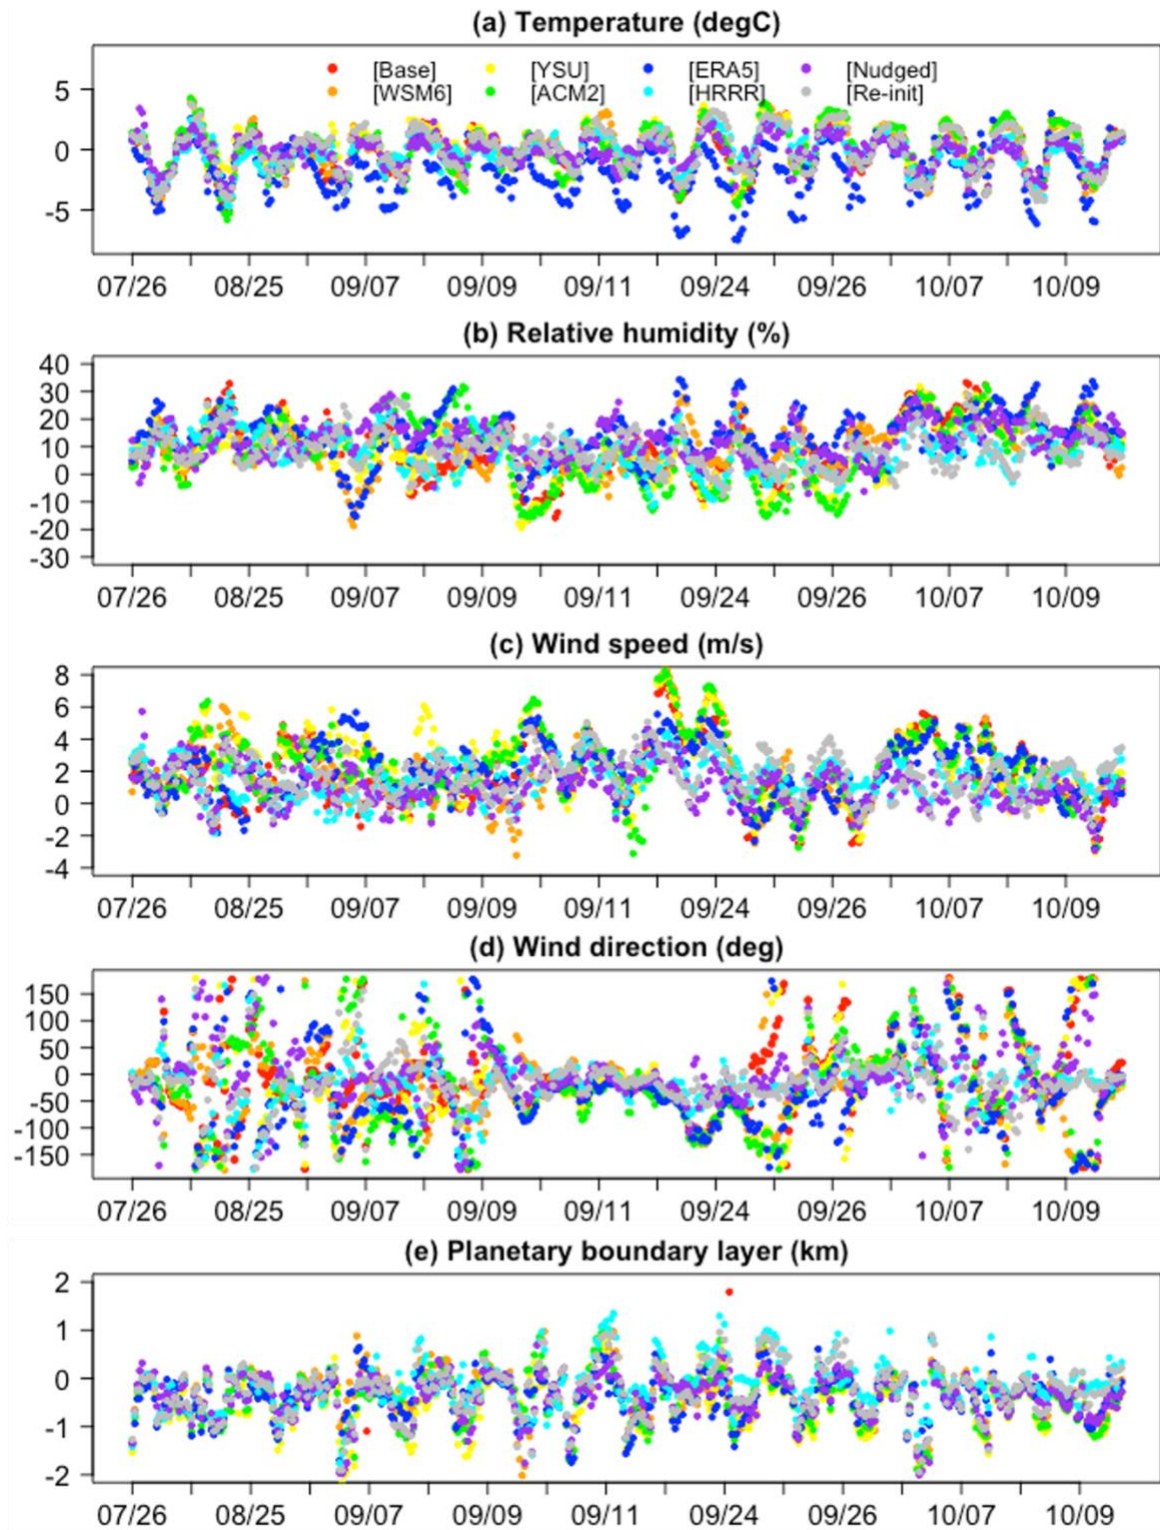 (a) Temperature (degC)
[Base] [YSU] [ERA5] [Nudged]
[WSM6] [ACM2] [HRRR] [Re-init]
5
0
-5
07/26 08/25 09/07 09/09 09/11 09/24 09/26 10/07 10/09
(b) Relative humidity (%)
40
30
20
10
0
-10
-20
-30
07/26 08/25 09/07 09/09 09/11 09/24 09/26 10/07 10/09
(c) Wind speed (m/s)
8
6
4
2
0
-2
-4
07/26 08/25 09/07 09/09 09/11 09/24 09/26 10/07 10/09
(d) Wind direction (deg)
150
100
50
0
-50
-100
-150
07/26 08/25 09/07 09/09 09/11 09/24 09/26 10/07 10/09
(e) Planetary boundary layer (km)
2
1
0
-1
-2
07/26 08/25 09/07 09/09 09/11 09/24 09/26 10/07 10/09